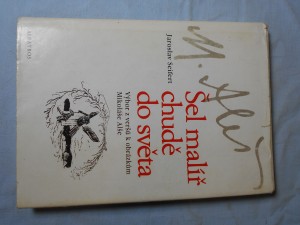 M. Aleš
Jaroslav Seifert
Šel malíř
chudě
do světa
Výbor z veršů k obrázkům
Mikoláše Alše